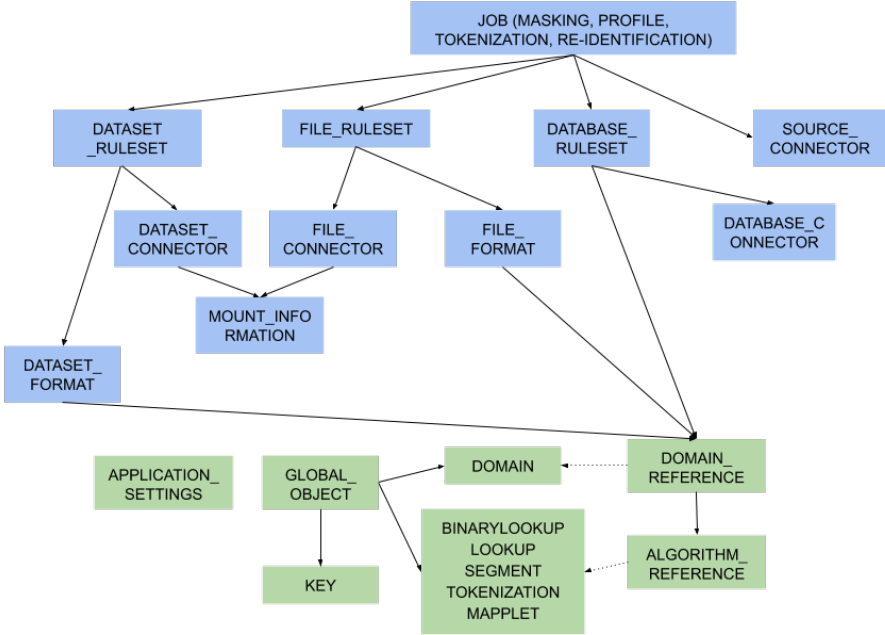 JOB (MASKING, PROFILE,
TOKENIZATION, RE-IDENTIFICATION)
DATASET
_RULESET
FILE_RULESET
DATABASE_
RULESET
SOURCE_
CONNECTOR
DATASET_
CONNECTOR
FILE_
CONNECTOR
FILE_
FORMAT
DATABASE_C
ONNECTOR
MOUNT_INFO
RMATION
DATASET_
FORMAT
APPLICATION_
SETTINGS
GLOBAL_
OBJECT
DOMAIN
DOMAIN_
REFERENCE
KEY
BINARYLOOKUP
LOOKUP
SEGMENT
TOKENIZATION
MAPPLET
ALGORITHM_
REFERENCE